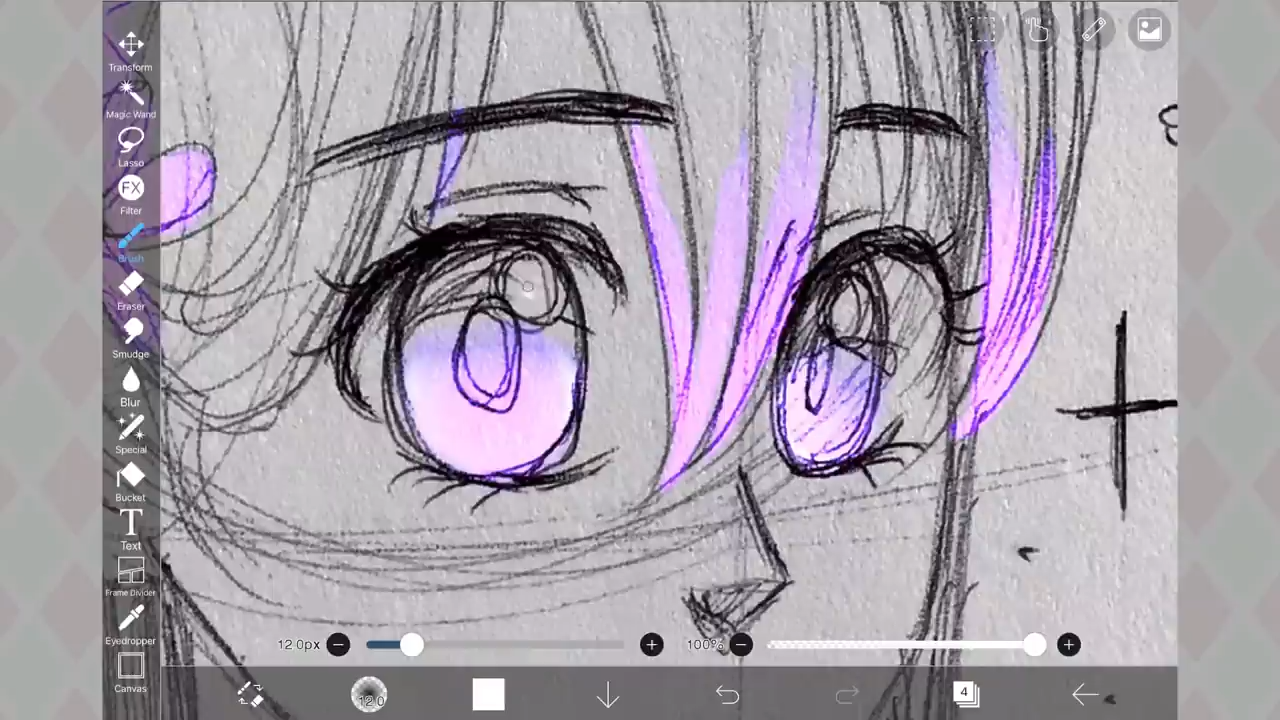 Transform
Magic Wand
Lasso
FX
Filter
Brush
Eraser
Smudge
Blur
Special
Bucket
T
Text
Frame Divider
Eyedropper
Canvas
12.0px
100%
12.0
4